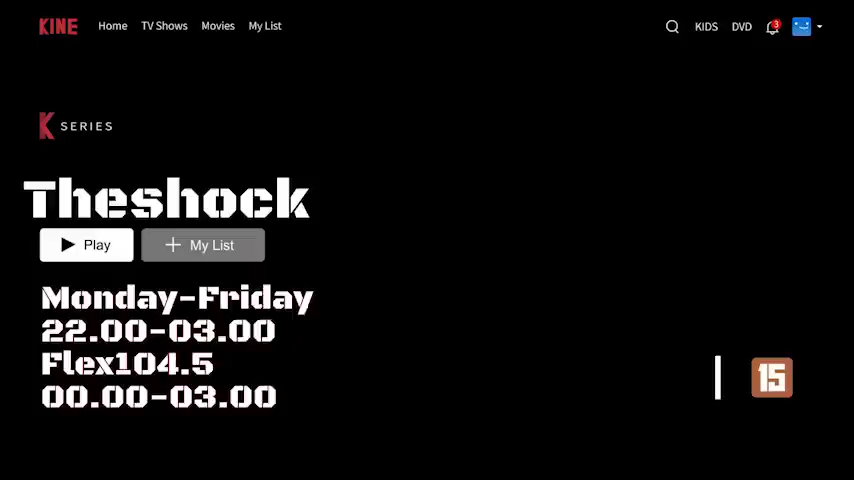 KINE Home TV Shows Movies My List KIDS DVD 3
K SERIES
Theshock
Play My List
Monday-Friday
22.00-03.00
Flex104.5
00.00-03.00
15